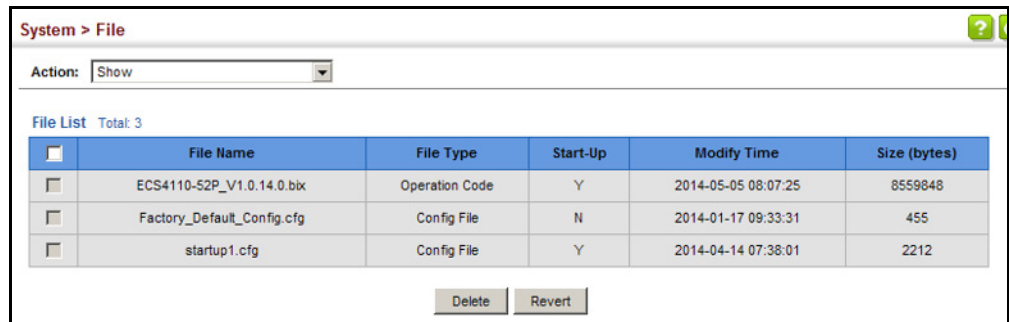 System > File
?
Action: Show
File List Total: 3
File Name File Type Start-Up Modify Time Size (bytes)
ECS4110-52P_V1.0.14.0.bix Operation Code Y 2014-05-05 08:07:25 8559848
Factory_Default_Config.cfg Config File N 2014-01-17 09:33:31 455
startup1.cfg Config File Y 2014-04-14 07:38:01 2212
Delete Revert